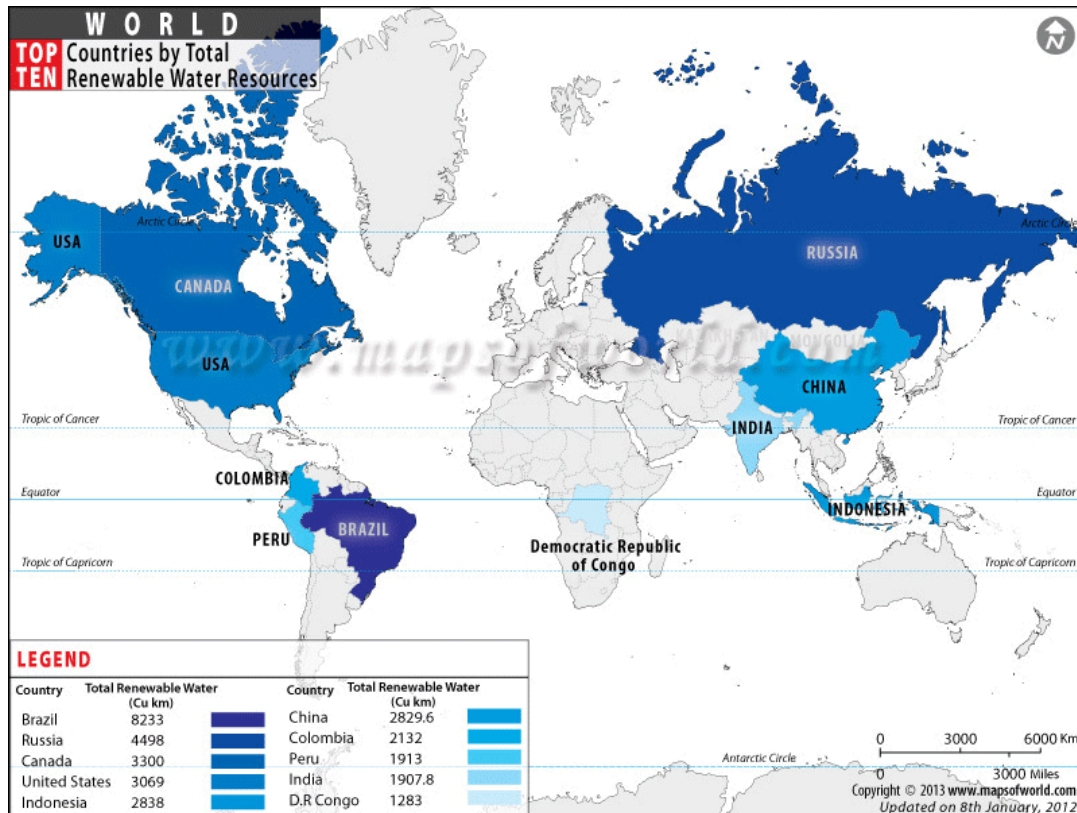 WORLD
TOP TEN
Countries by Total
Renewable Water Resources
N
Arctic Circle
Arctic Circle
USA
CANADA
RUSSIA
USA
KAZAKHSTAN
MONGOLIA
www.mapsofworld.com
CHINA
Tropic of Cancer
Tropic of Cancer
INDIA
COLOMBIA
Equator
Equator
INDONESIA
BRAZIL
PERU
Democratic Republic
of Congo
Tropic of Capricorn
Tropic of Capricorn
LEGEND
Country Total Renewable Water Country Total Renewable Water
(Cu km) (Cu km)
Brazil 8233 China 2829.6
Russia 4498 Colombia 2132
Canada 3300 Peru 1913
United States 3069 India 1907.8
Indonesia 2838 D.R Congo 1283
Antarctic Circle
0 3000 6000 Km
0 3000 Miles
Copyright © 2013 www.mapsofworld.com
Updated on 8th January, 2012